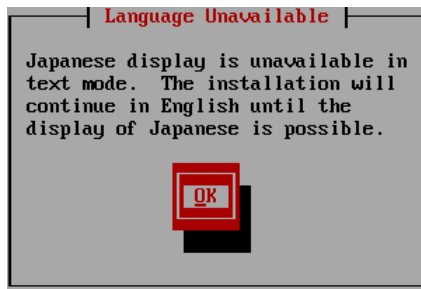 Language Unavailable
Japanese display is unavailable in
text mode.  The installation will
continue in English until the
display of Japanese is possible.
OK